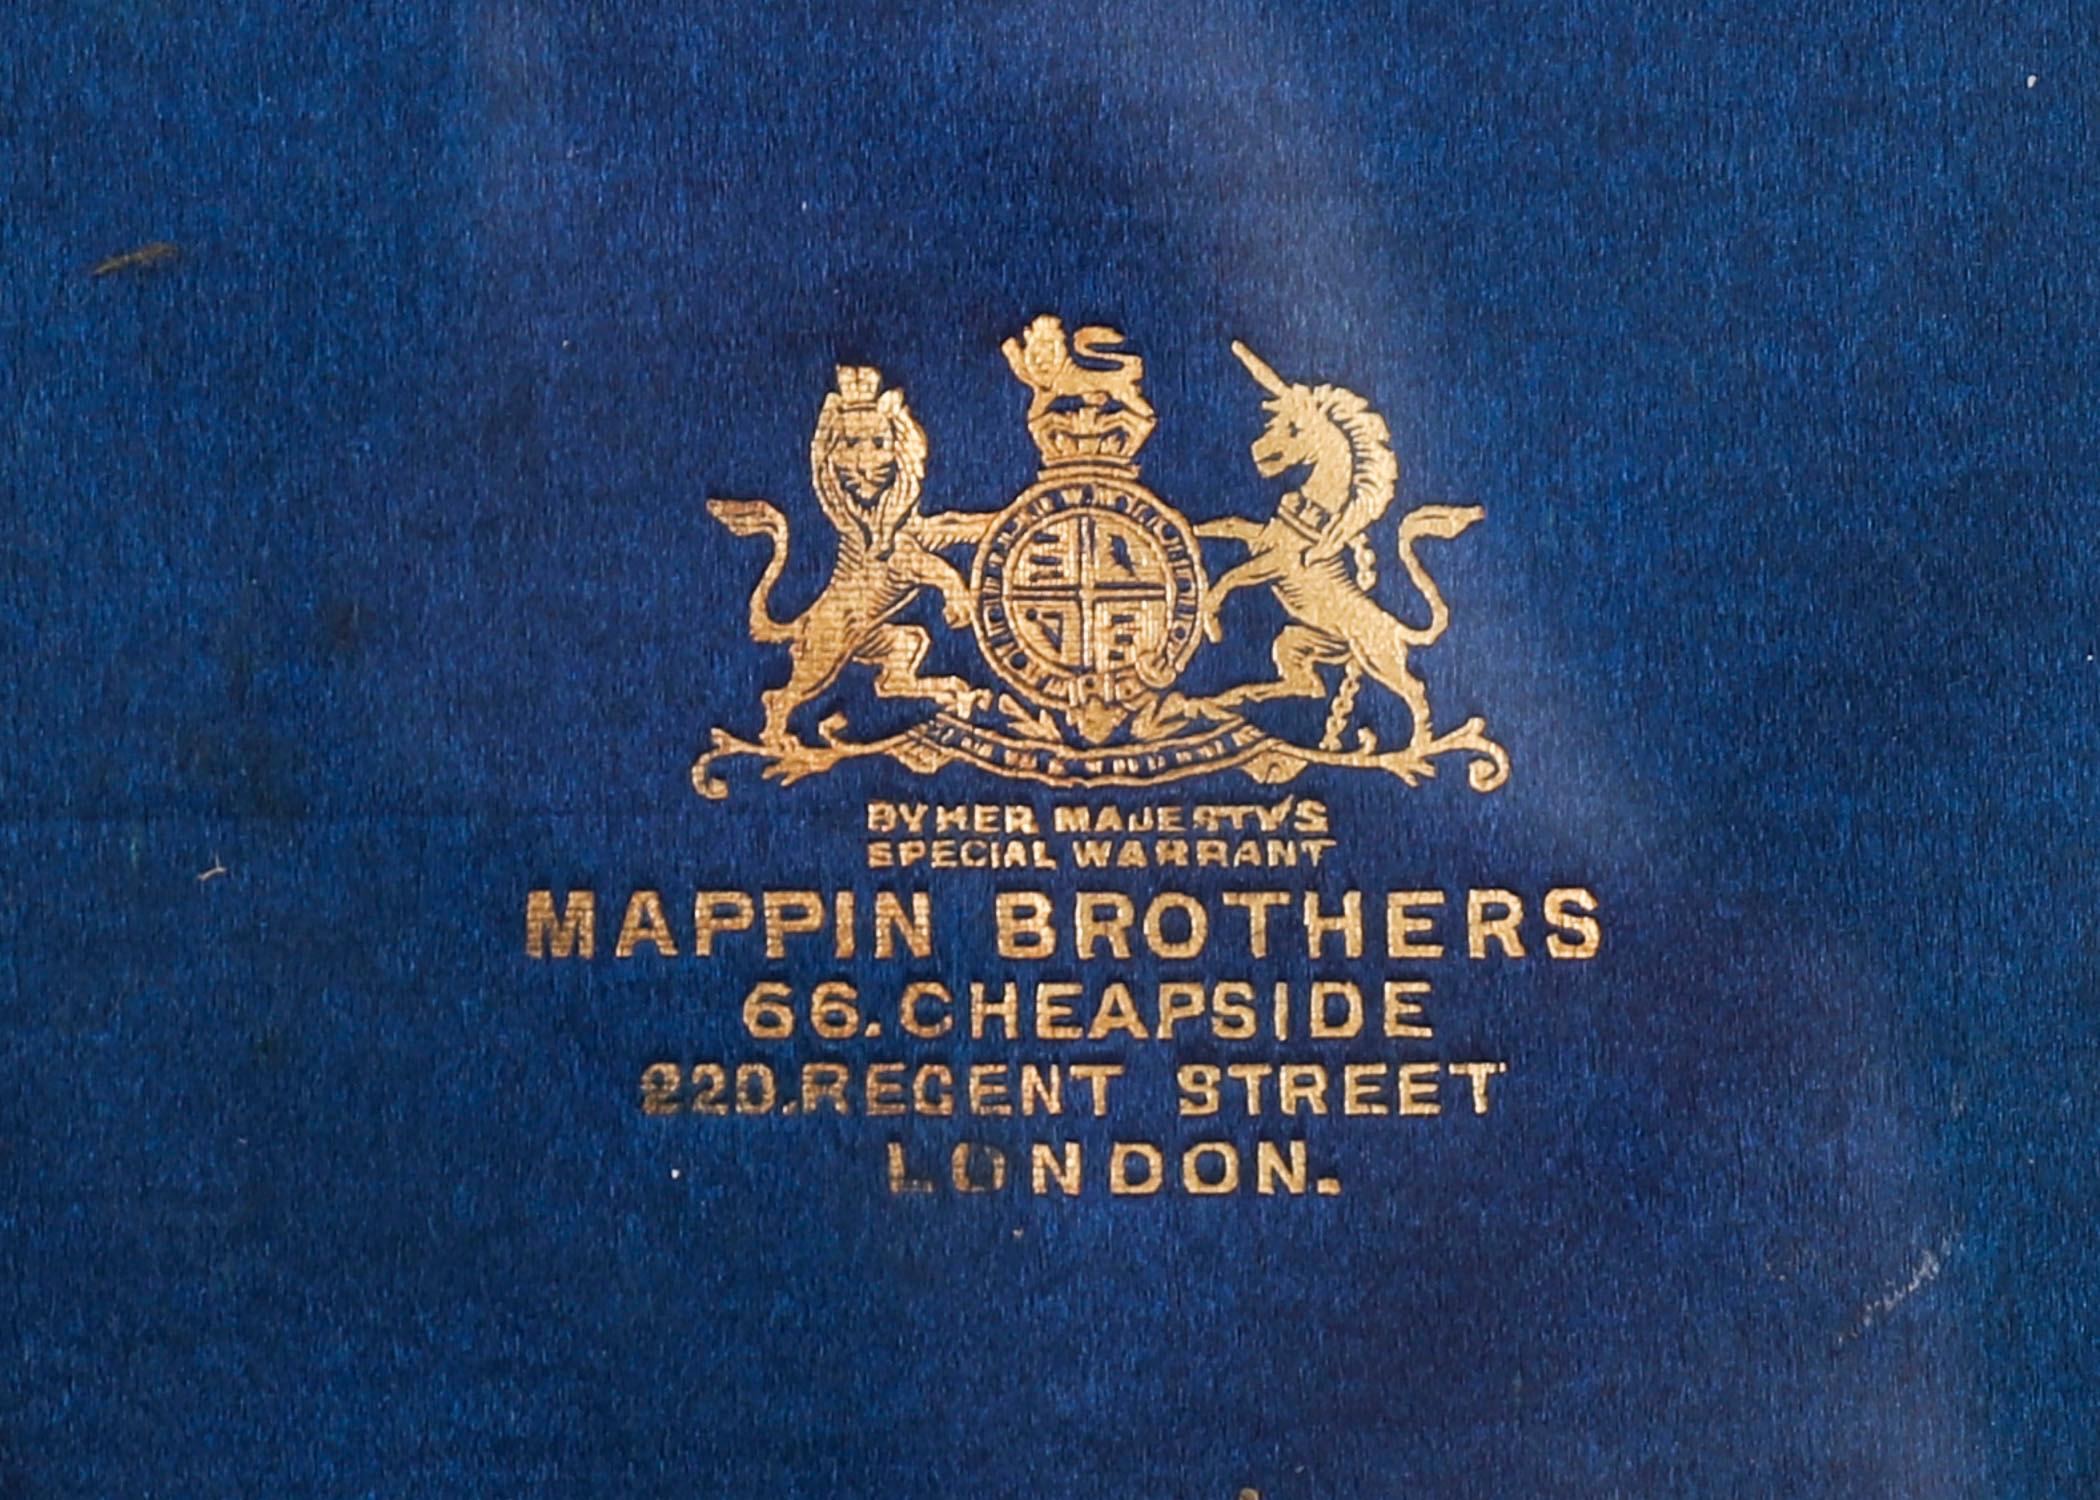 BY HER MAJESTY'S
SPECIAL WARRANT
MAPPIN BROTHERS
66. CHEAPSIDE
220, REGENT STREET
LONDON.